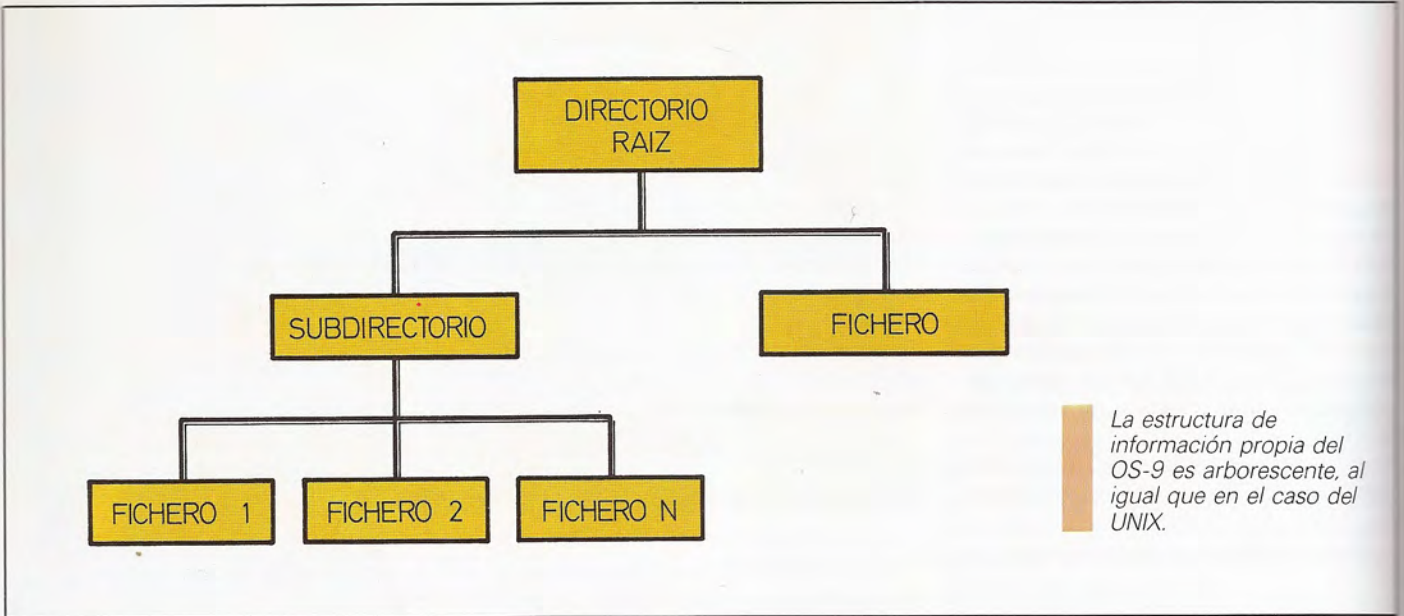 DIRECTORIO
RAIZ
SUBDIRECTORIO
FICHERO
FICHERO 1
FICHERO 2
FICHERO N
La estructura de
información propia del
OS-9 es arborescente, al
igual que en el caso del
UNIX.